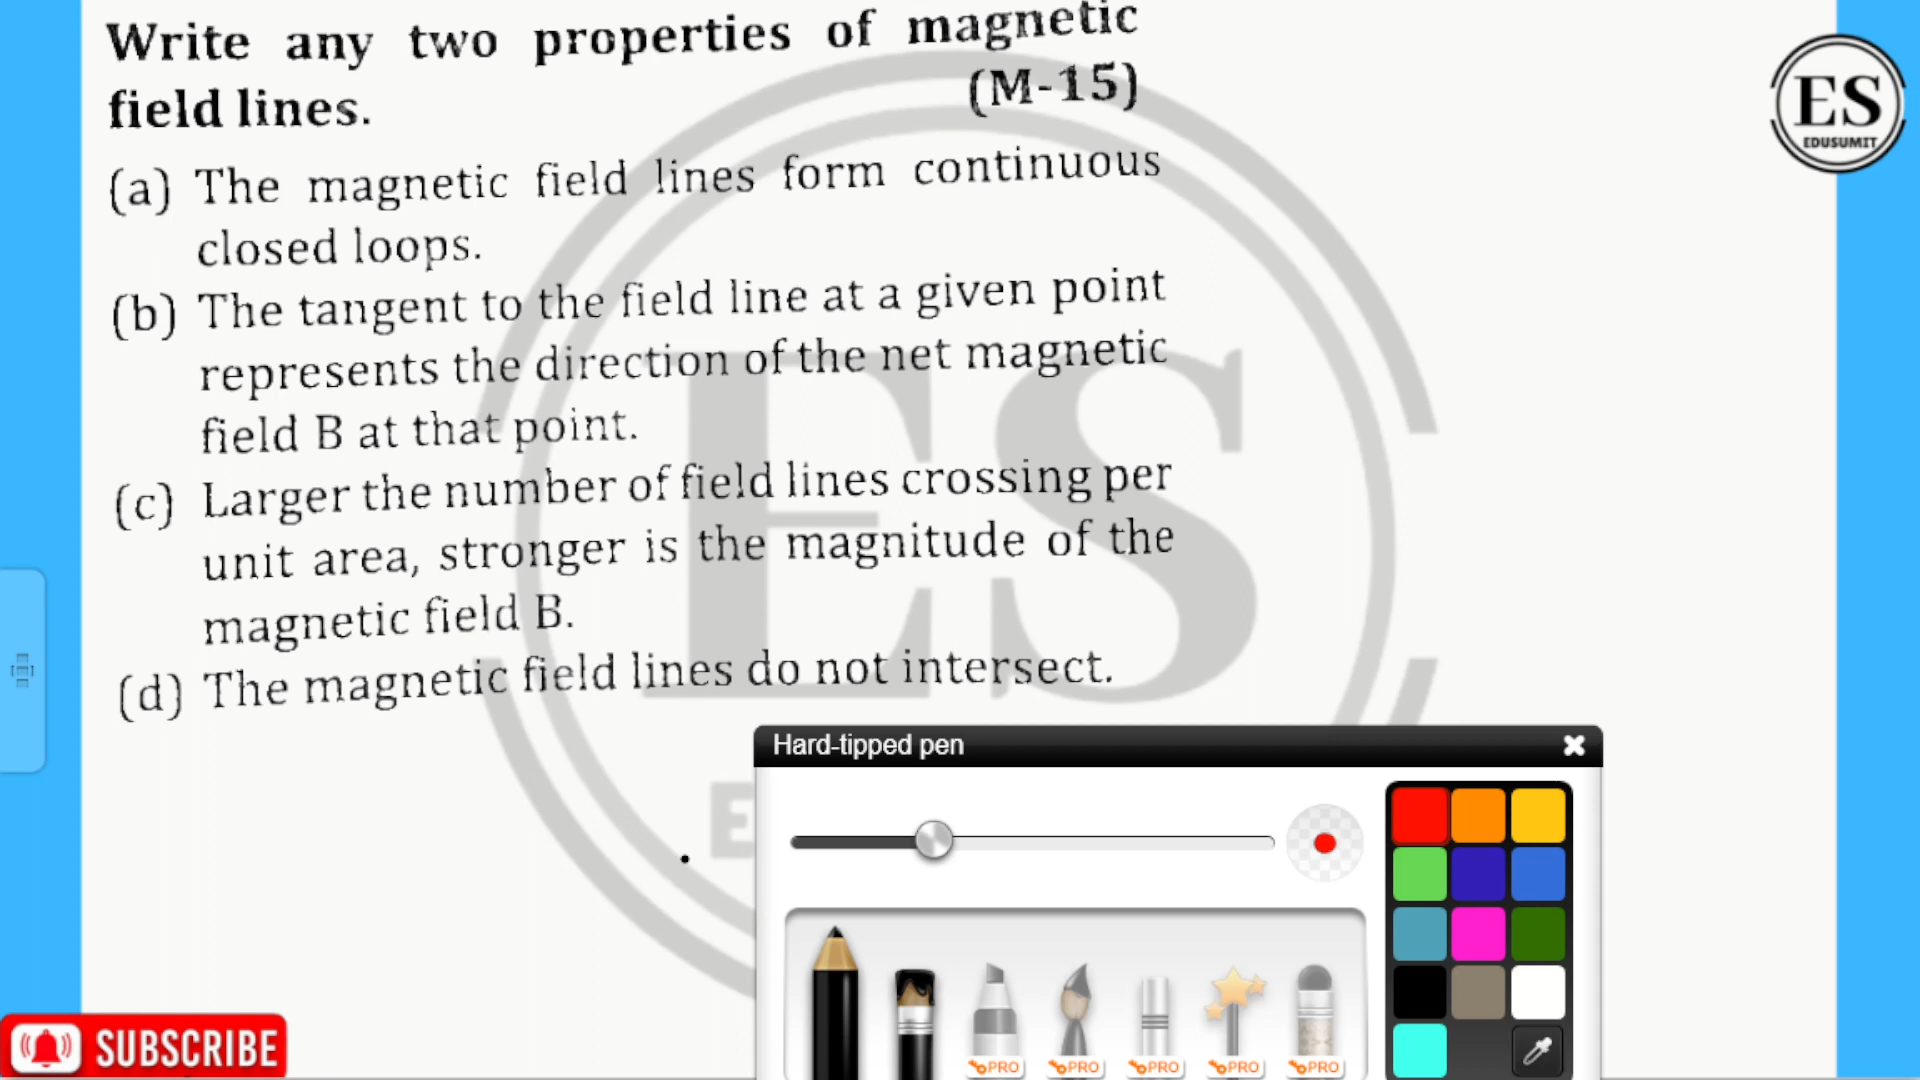 Write any two properties of magnetic
field lines. (M-15)
(a) The magnetic field lines form continuous
closed loops.
(b) The tangent to the field line at a given point
represents the direction of the net magnetic
field B at that point.
(c) Larger the number of field lines crossing per
unit area, stronger is the magnitude of the
magnetic field B.
(d) The magnetic field lines do not intersect.
ES
EDUSUMIT
ES
E
Hard-tipped pen
PRO PRO PRO PRO PRO
SUBSCRIBE